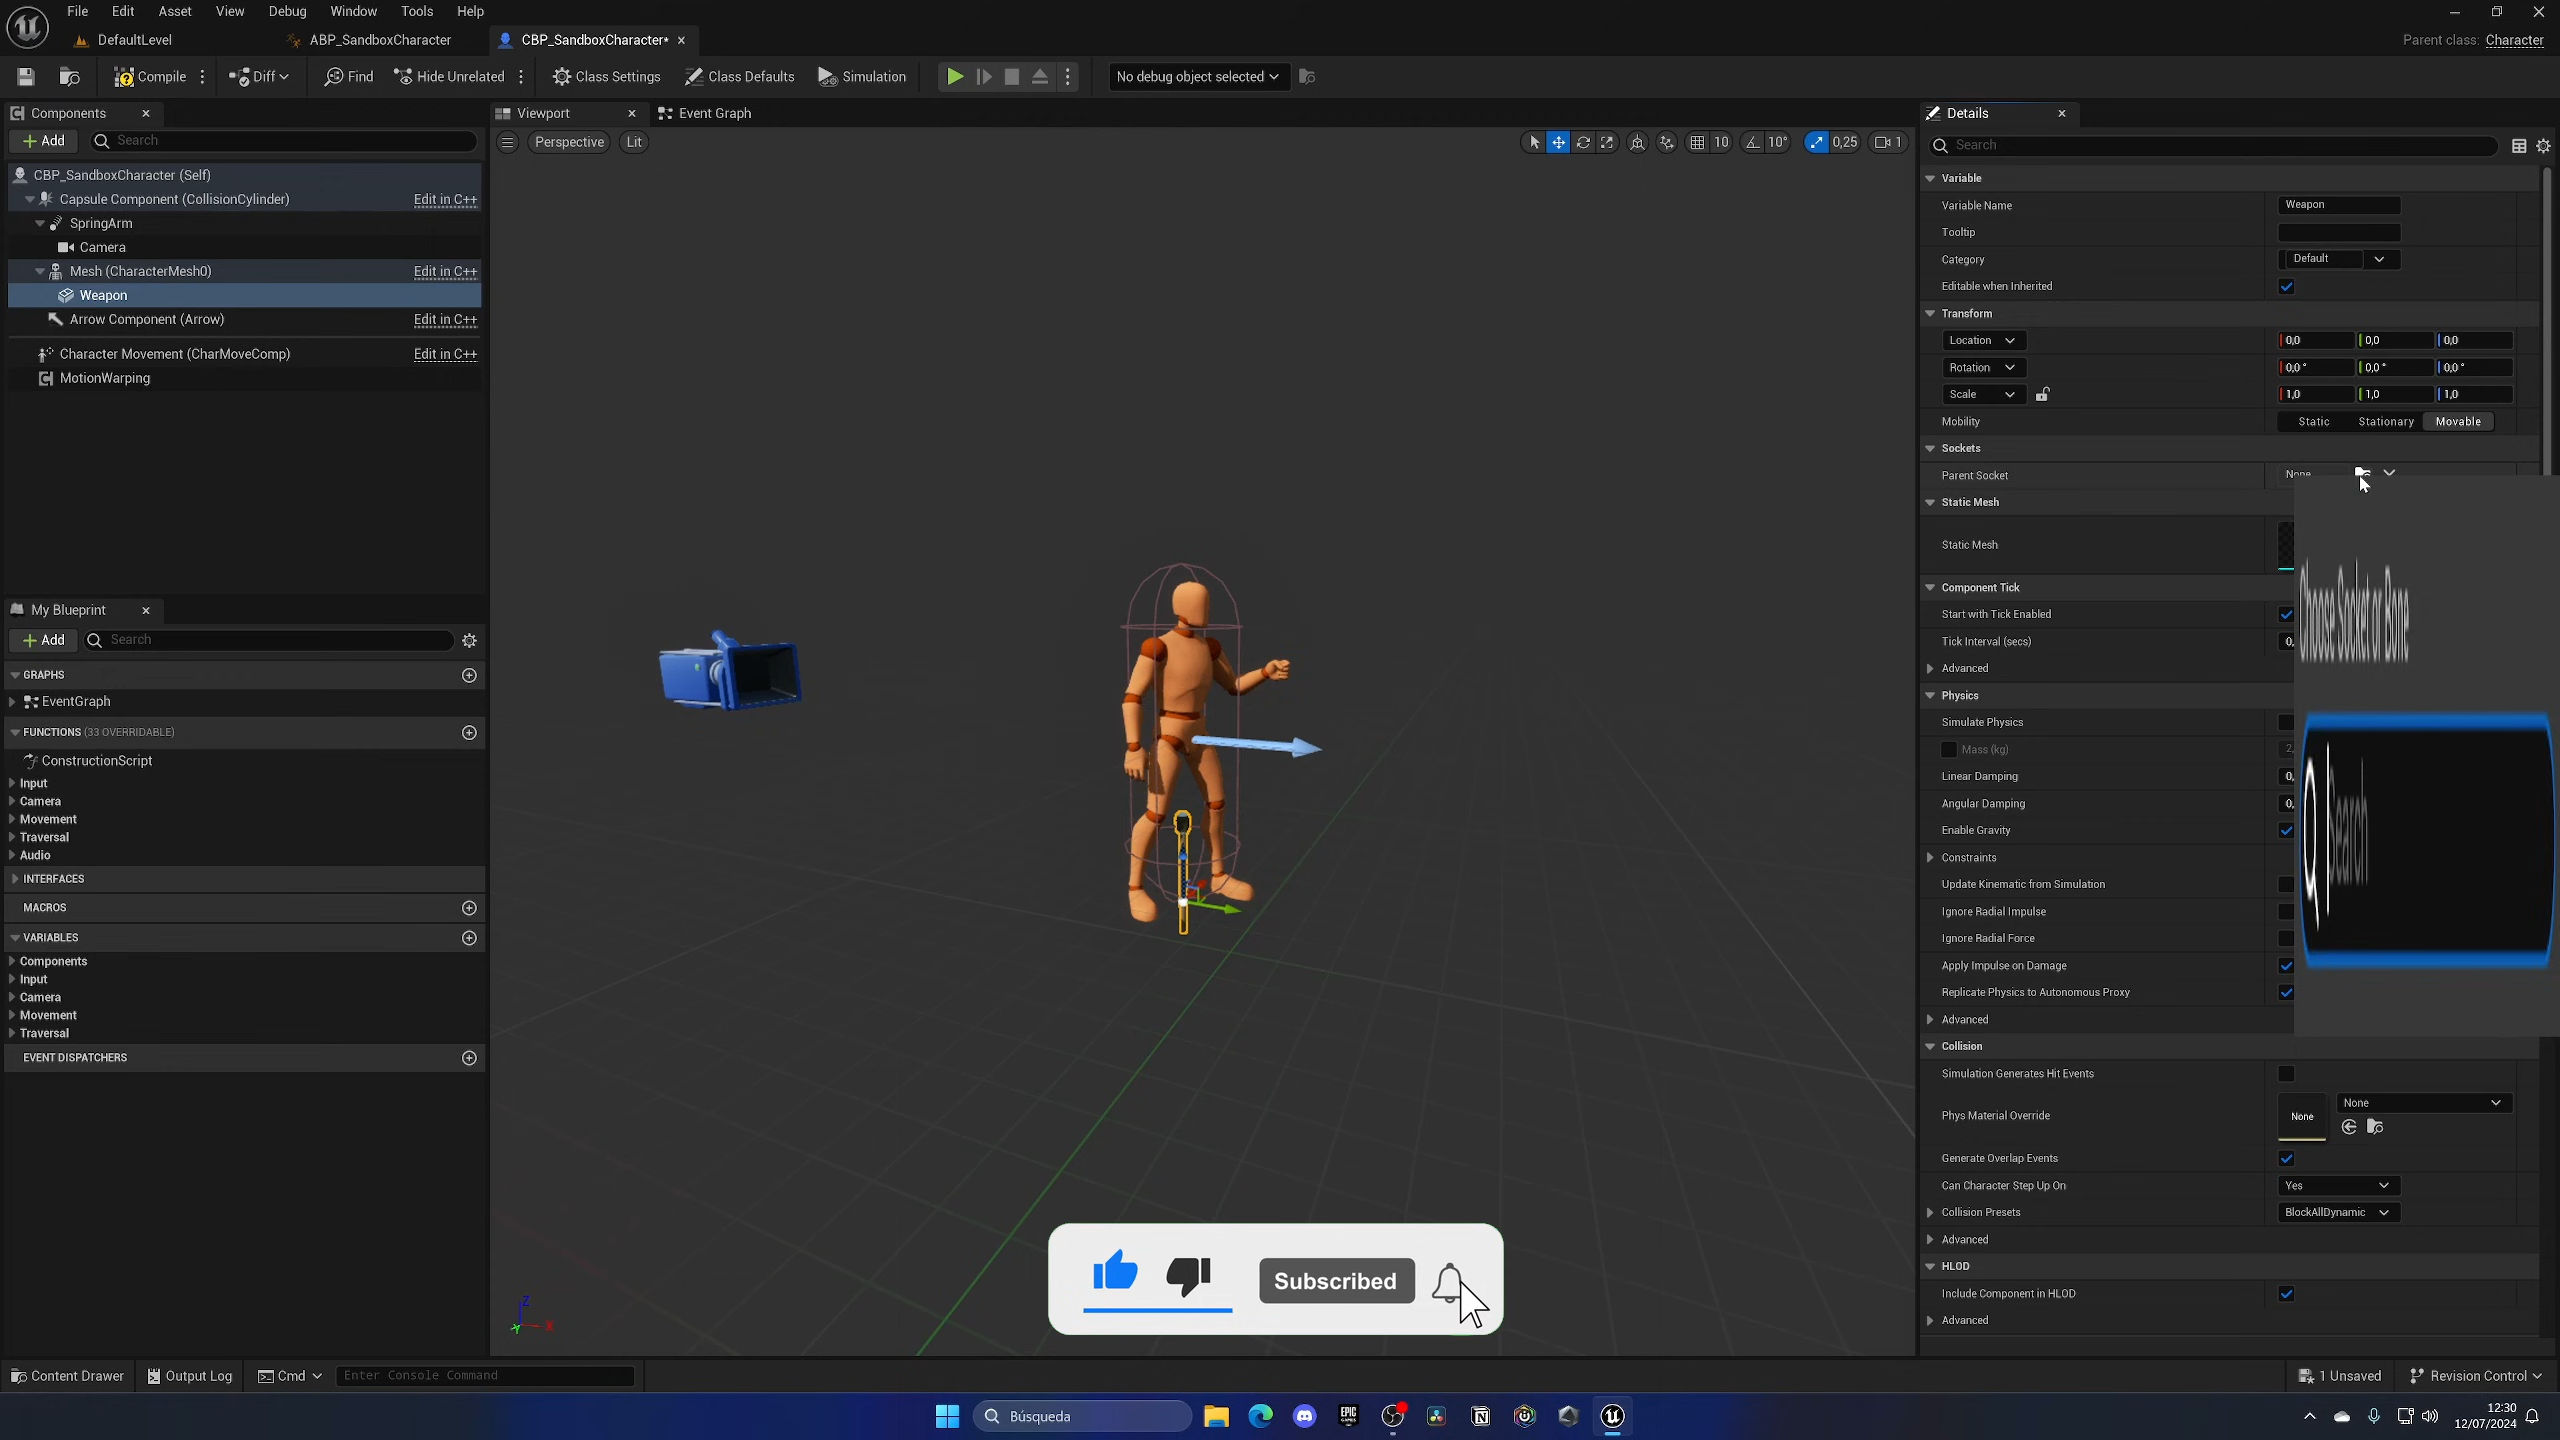 File Edit Asset View Debug Window Tools Help
DefaultLevel ABP_SandboxCharacter CBP_SandboxCharacter* Parent class: Character
Compile Diff Find Hide Unrelated Class Settings Class Defaults Simulation No debug object selected
Components
Add Search
CBP_SandboxCharacter (Self)
Capsule Component (CollisionCylinder) Edit in C++
SpringArm
Camera
Mesh (CharacterMesh0) Edit in C++
Weapon
Arrow Component (Arrow) Edit in C++
Character Movement (CharMoveComp) Edit in C++
MotionWarping
My Blueprint
Add Search
GRAPHS
EventGraph
FUNCTIONS (33 OVERRIDABLE)
ConstructionScript
Input
Camera
Movement
Traversal
Audio
INTERFACES
MACROS
VARIABLES
Components
Input
Camera
Movement
Traversal
EVENT DISPATCHERS
Viewport Event Graph
Perspective Lit 10 10° 0,25 1
Z
Y X
Subscribed
Details
Search
Variable
Variable Name Weapon
Tooltip
Category Default
Editable when Inherited
Transform
Location 0,0 0,0 0,0
Rotation 0,0 ° 0,0 ° 0,0 °
Scale 1,0 1,0 1,0
Mobility Static Stationary Movable
Sockets
Parent Socket None
Static Mesh
Static Mesh
Component Tick
Start with Tick Enabled
Tick Interval (secs) 0,
Advanced
Physics
Simulate Physics
Mass (kg) 2,
Linear Damping 0,
Angular Damping 0,
Enable Gravity
Constraints
Update Kinematic from Simulation
Ignore Radial Impulse
Ignore Radial Force
Apply Impulse on Damage
Replicate Physics to Autonomous Proxy
Advanced
Collision
Simulation Generates Hit Events
Phys Material Override None None
Generate Overlap Events
Can Character Step Up On Yes
Collision Presets BlockAllDynamic
Advanced
HLOD
Include Component in HLOD
Advanced
Choose Socket or Bone
Search
Content Drawer Output Log Cmd Enter Console Command 1 Unsaved Revision Control
Búsqueda
EPIC
GAMES
12:30
12/07/2024